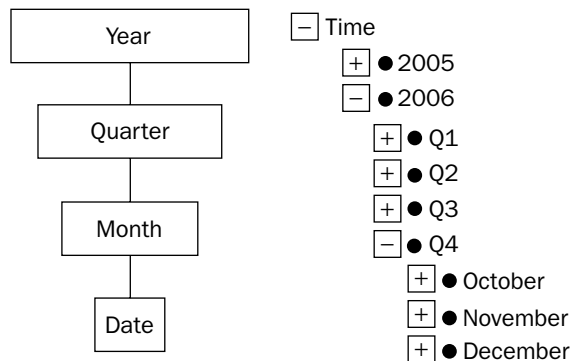 Year
Quarter
Month
Date
− Time
+ ● 2005
− ● 2006
+ ● Q1
+ ● Q2
+ ● Q3
− ● Q4
+ ● October
+ ● November
+ ● December